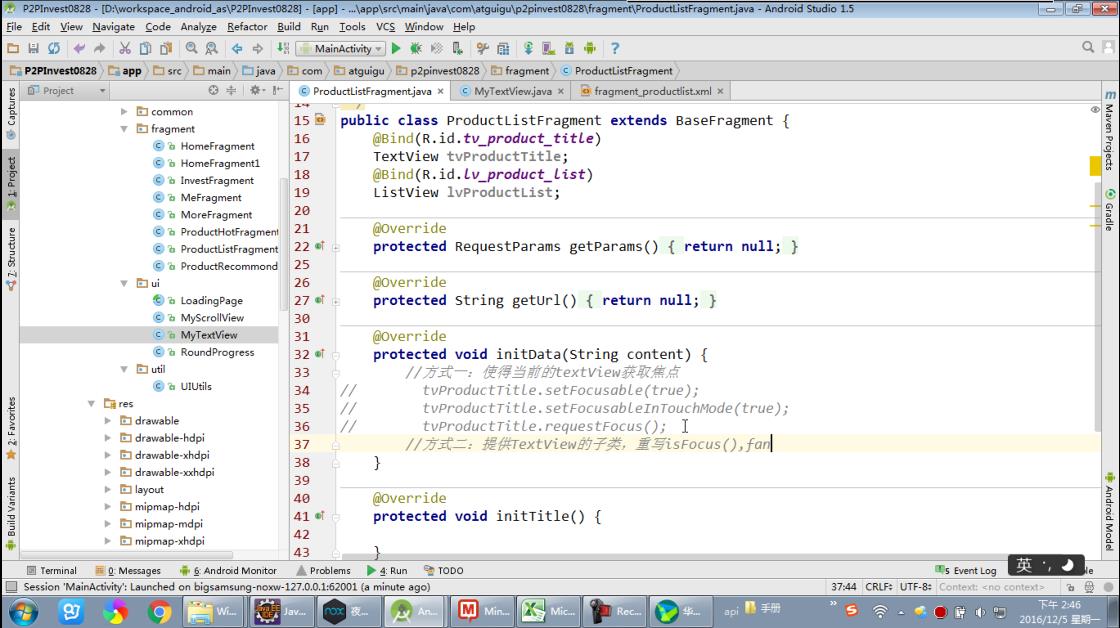 P2PInvest0828 - [D:\workspace_android_as\P2PInvest0828] - [app] - ...\app\src\main\java\com\atguigu\p2pinvest0828\fragment\ProductListFragment.java - Android Studio 1.5
File Edit View Navigate Code Analyze Refactor Build Run Tools VCS Window Help
MainActivity
P2PInvest0828 app src main java com atguigu p2pinvest0828 fragment ProductListFragment
Project
ProductListFragment.java MyTextView.java fragment_productlist.xml
Captures
1: Project
7: Structure
2: Favorites
Build Variants
common
fragment
HomeFragment
HomeFragment1
InvestFragment
MeFragment
MoreFragment
ProductHotFragment
ProductListFragment
ProductRecommond
ui
LoadingPage
MyScrollView
MyTextView
RoundProgress
util
UIUtils
res
drawable
drawable-hdpi
drawable-xhdpi
drawable-xxhdpi
layout
mipmap-hdpi
mipmap-mdpi
mipmap-xhdpi
14 */
15 public class ProductListFragment extends BaseFragment {
16 @Bind(R.id.tv_product_title)
17 TextView tvProductTitle;
18 @Bind(R.id.lv_product_list)
19 ListView lvProductList;
20
21 @Override
22 protected RequestParams getParams() { return null; }
25
26 @Override
27 protected String getUrl() { return null; }
30
31 @Override
32 protected void initData(String content) {
33 //方式一：使得当前的textView获取焦点
34 // tvProductTitle.setFocusable(true);
35 // tvProductTitle.setFocusableInTouchMode(true);
36 // tvProductTitle.requestFocus();
37 //方式二：提供TextView的子类，重写isFocus(),fan
38 }
39
40 @Override
41 protected void initTitle() {
42
43 }
Maven Projects
Gradle
Android Model
Terminal 0: Messages 6: Android Monitor Problems 4: Run TODO 5 Event Log
英
Session 'MainActivity': Launched on bigsamsung-noxw-127.0.0.1:62001 (a minute ago) 37:44 CRLF÷ UTF-8÷ Context: <no context>
Wi... Jav... 夜... An... Min... Mic... Rec... 华... api 手册
下午 2:46
2016/12/5 星期一